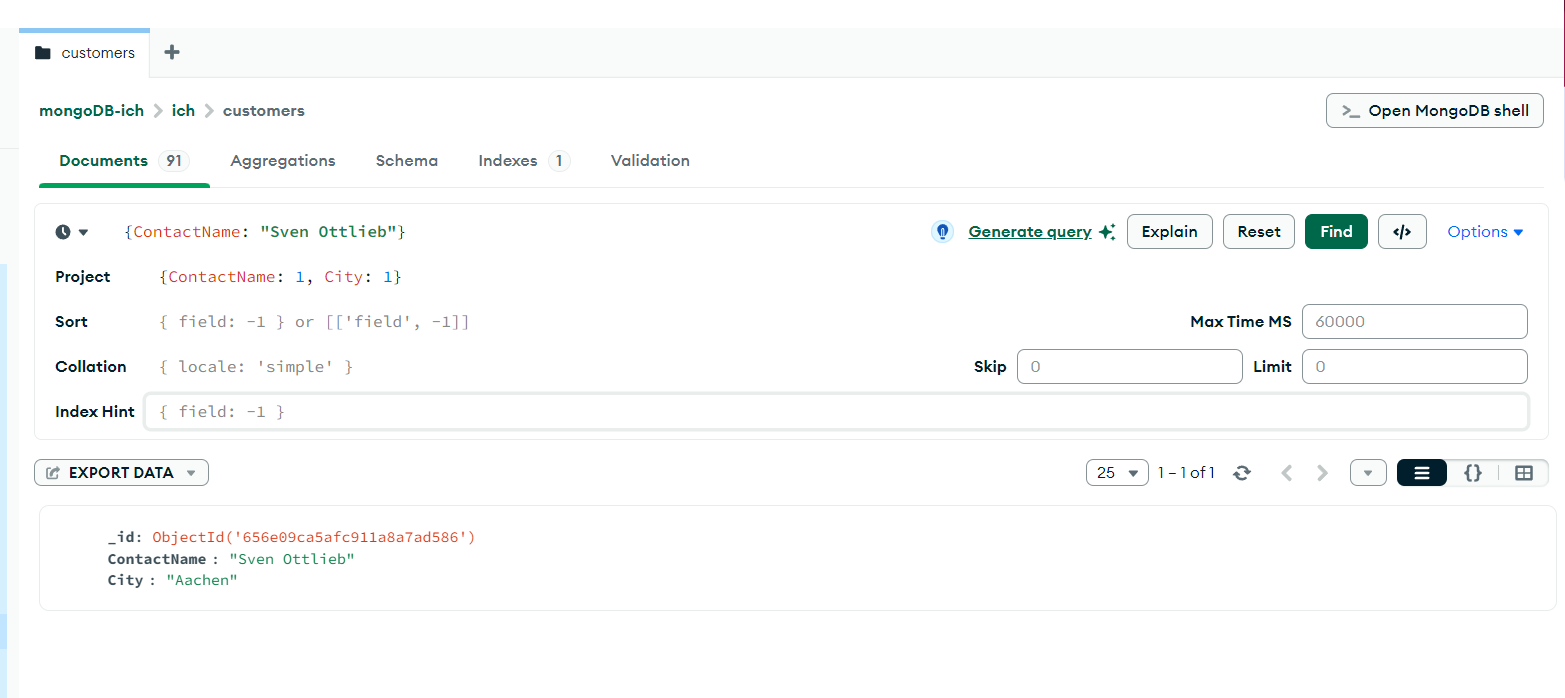 customers
mongoDB-ich > ich > customers
>_ Open MongoDB shell
Documents 91 Aggregations Schema Indexes 1 Validation
{ContactName: "Sven Ottlieb"} Generate query Explain Reset Find </> Options
Project {ContactName: 1, City: 1}
Sort { field: -1 } or [['field', -1]] Max Time MS 60000
Collation { locale: 'simple' } Skip 0 Limit 0
Index Hint { field: -1 }
EXPORT DATA 25 1 – 1 of 1 {}
_id: ObjectId('656e09ca5afc911a8a7ad586')
ContactName : "Sven Ottlieb"
City : "Aachen"